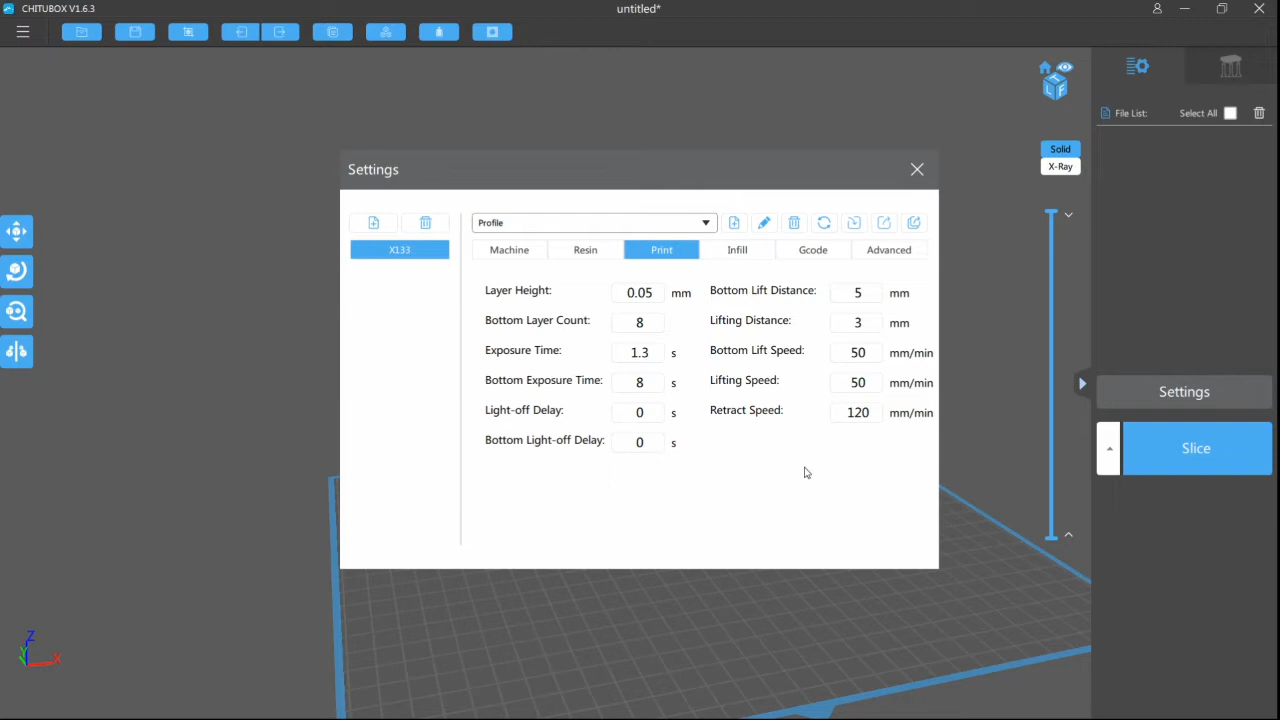 CHITUBOX V1.6.3
untitled*
File List:
Select All
Solid
X-Ray
T
L
F
Settings
Profile
X133
Machine
Resin
Print
Infill
Gcode
Advanced
Layer Height: 0.05 mm
Bottom Layer Count: 8
Exposure Time: 1.3 s
Bottom Exposure Time: 8 s
Light-off Delay: 0 s
Bottom Light-off Delay: 0 s
Bottom Lift Distance: 5 mm
Lifting Distance: 3 mm
Bottom Lift Speed: 50 mm/min
Lifting Speed: 50 mm/min
Retract Speed: 120 mm/min
Settings
Slice
Z
Y
X